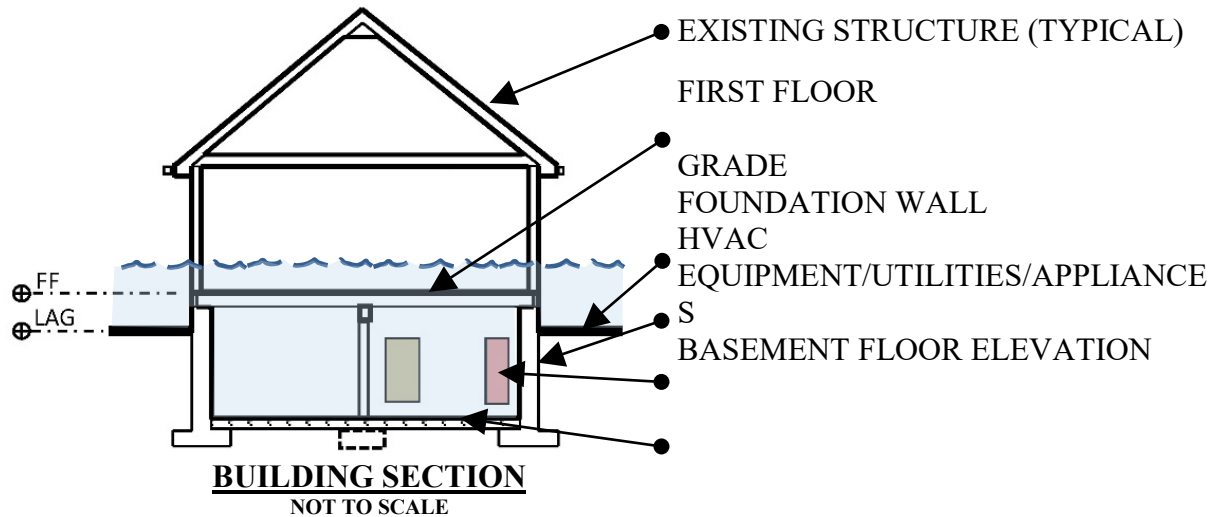 EXISTING STRUCTURE (TYPICAL)
FIRST FLOOR
GRADE
FOUNDATION WALL
HVAC
EQUIPMENT/UTILITIES/APPLIANCE
S
BASEMENT FLOOR ELEVATION
FF
LAG
BUILDING SECTION
NOT TO SCALE